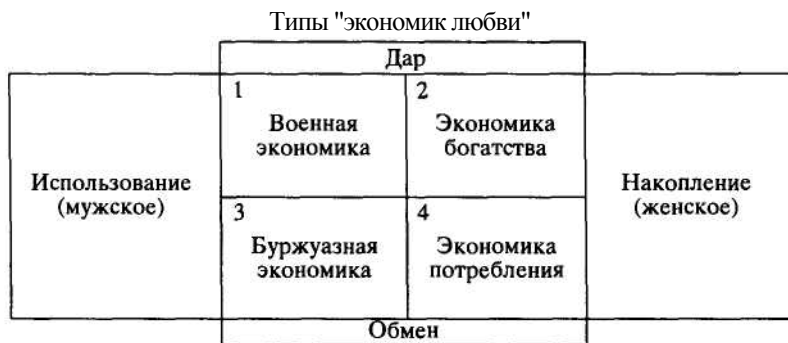 Типы "экономик любви"
Дар
1
2
Военная
экономика
Экономика
богатства
Использование
(мужское)
Накопление
(женское)
3
4
Буржуазная
экономика
Экономика
потребления
Обмен